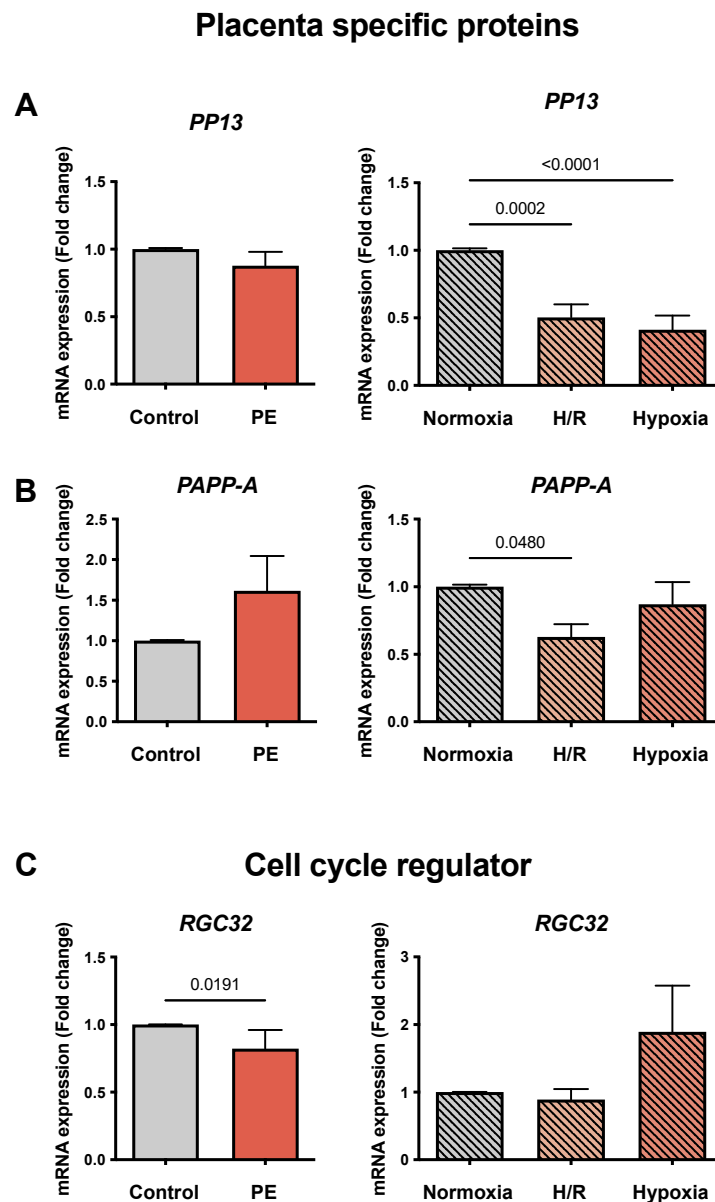 Placenta specific proteins
A
PP13
mRNA expression (Fold change)
1.5
1.0
0.5
0.0
Control PE
PP13
mRNA expression (Fold change)
1.5
1.0
0.5
0.0
<0.0001
0.0002
Normoxia H/R Hypoxia
B
PAPP-A
mRNA expression (Fold change)
2.5
2.0
1.5
1.0
0.5
0.0
Control PE
PAPP-A
mRNA expression (Fold change)
1.5
1.0
0.5
0.0
0.0480
Normoxia H/R Hypoxia
C
Cell cycle regulator
RGC32
mRNA expression (Fold change)
1.5
1.0
0.5
0.0
0.0191
Control PE
RGC32
mRNA expression (Fold change)
3
2
1
0
Normoxia H/R Hypoxia